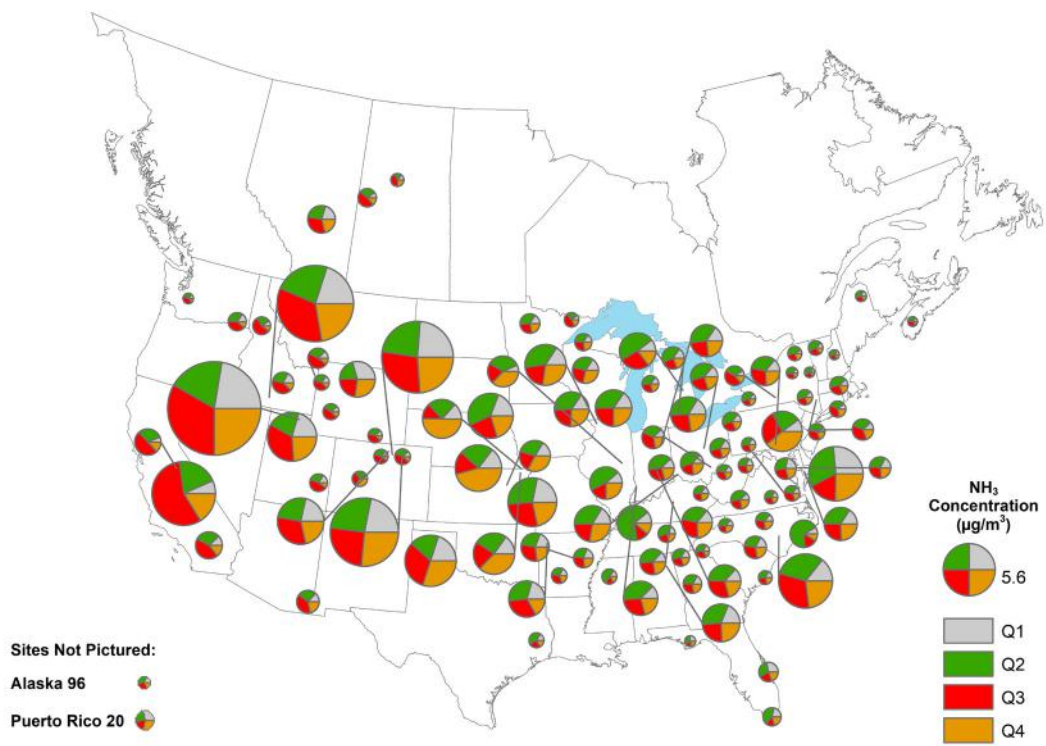 NH₃
Concentration
(µg/m³)
5.6
Q1
Q2
Q3
Q4
Sites Not Pictured:
Alaska 96
Puerto Rico 20